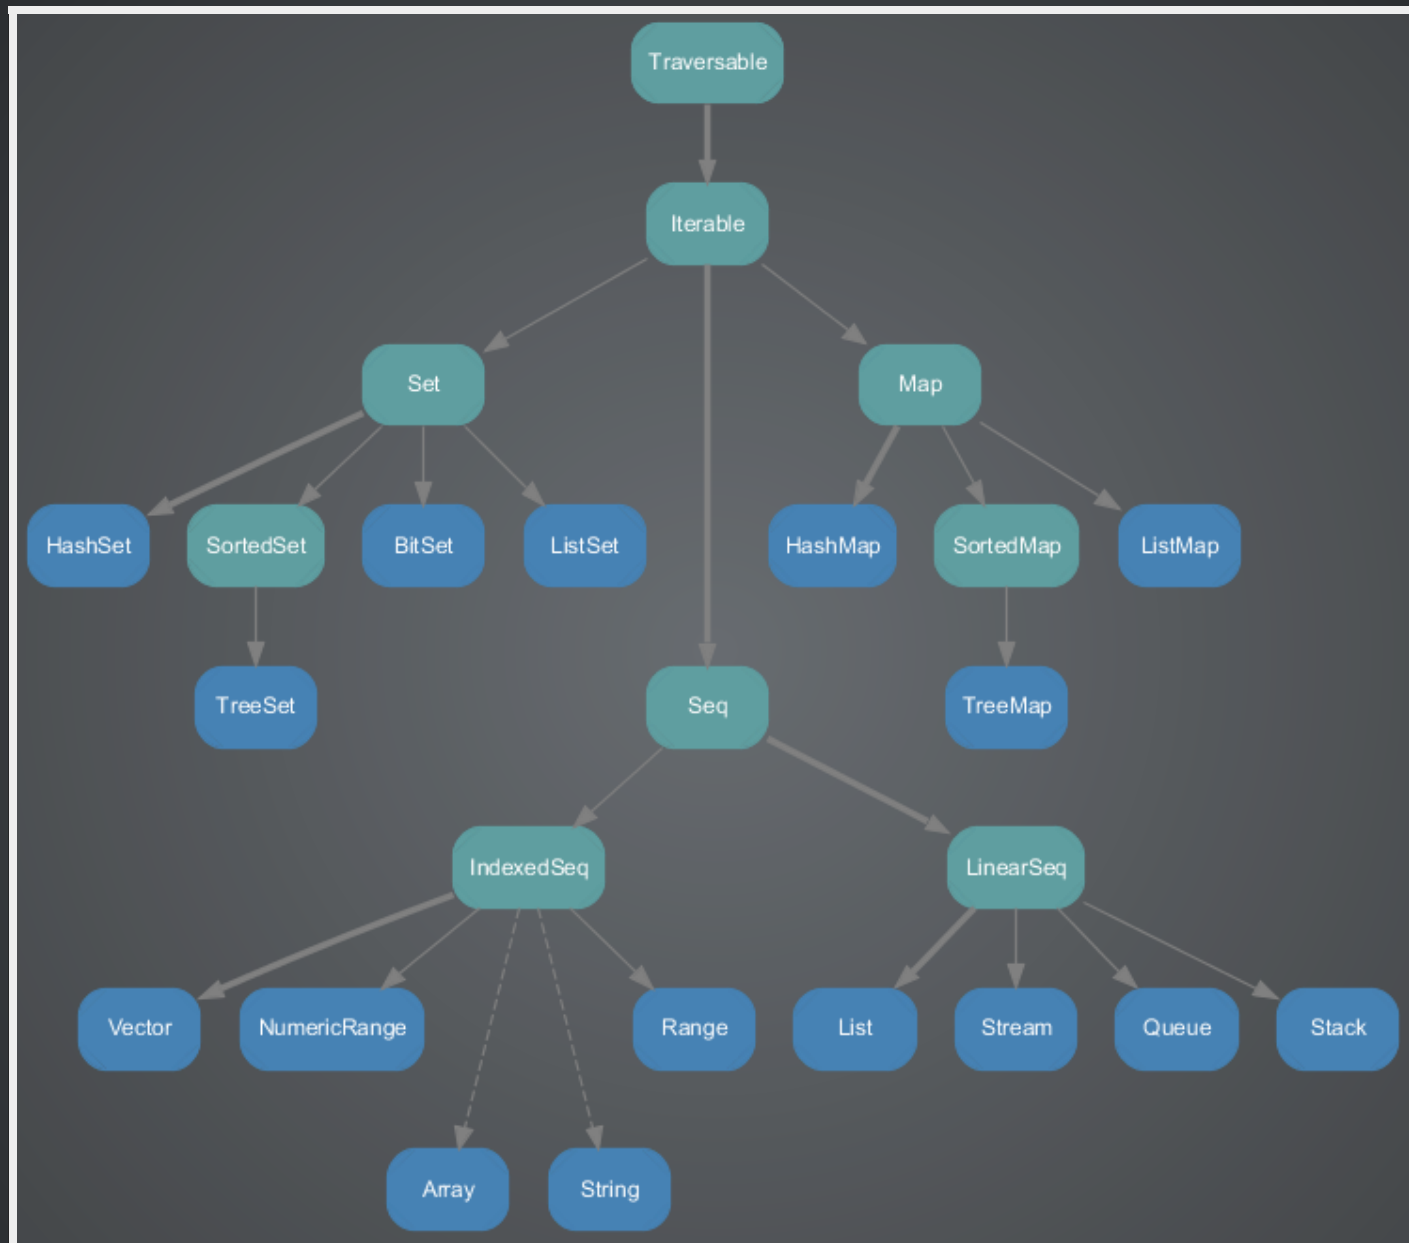 Traversable
Iterable
Set
Map
HashSet
SortedSet
BitSet
ListSet
HashMap
SortedMap
ListMap
TreeSet
Seq
TreeMap
IndexedSeq
LinearSeq
Vector
NumericRange
Range
List
Stream
Queue
Stack
Array
String